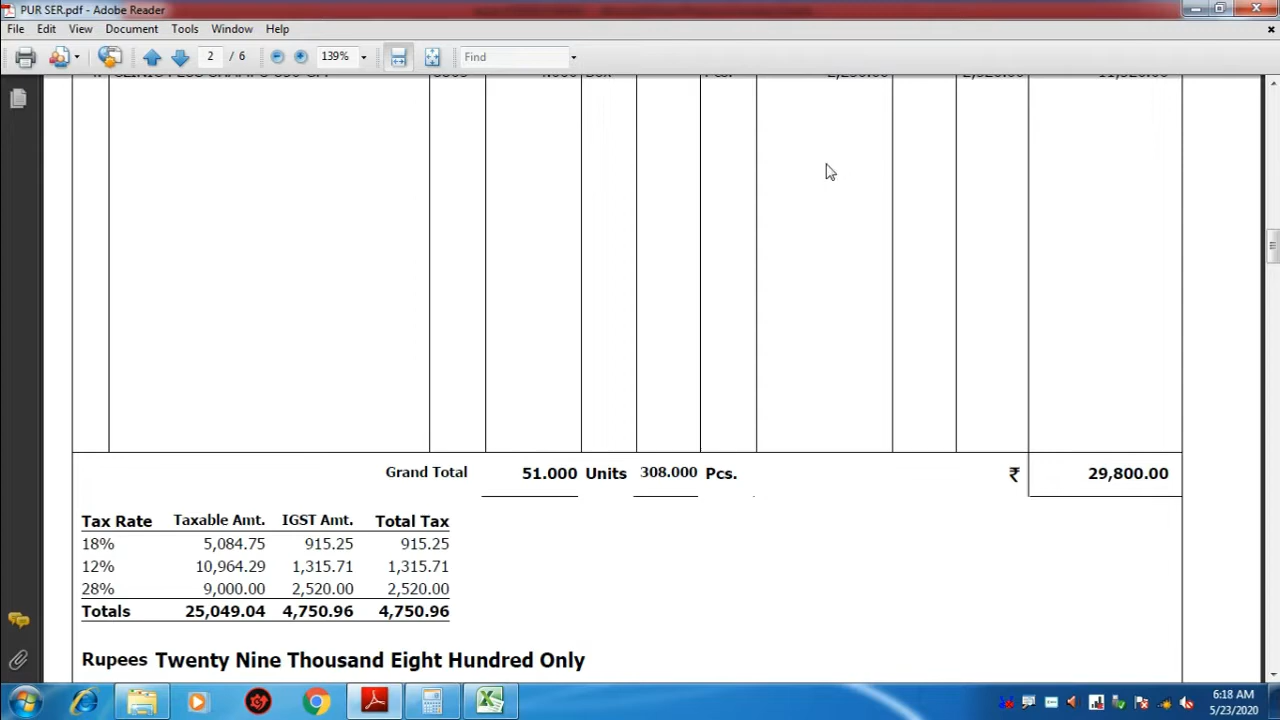 PUR SER.pdf - Adobe Reader
File Edit View Document Tools Window Help
2 / 6 139% Find
Grand Total 51.000 Units 308.000 Pcs. ₹ 29,800.00
Tax Rate Taxable Amt. IGST Amt. Total Tax
18% 5,084.75 915.25 915.25
12% 10,964.29 1,315.71 1,315.71
28% 9,000.00 2,520.00 2,520.00
Totals 25,049.04 4,750.96 4,750.96
Rupees Twenty Nine Thousand Eight Hundred Only
6:18 AM
5/23/2020